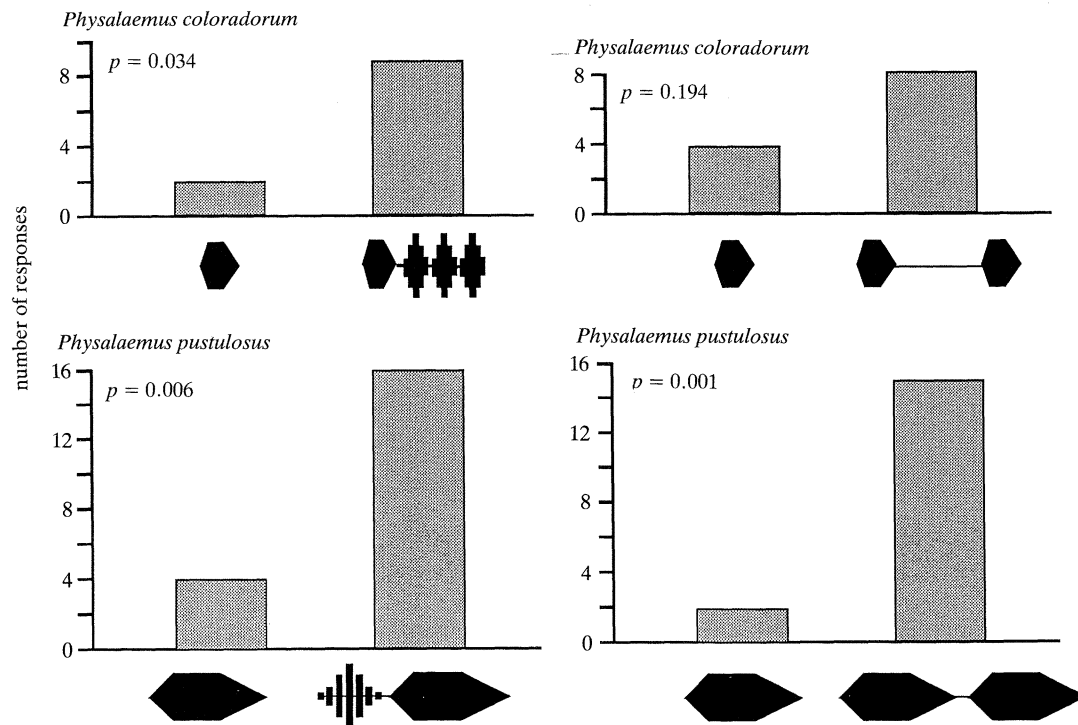 Physalaemus coloradorum
p = 0.034
8
4
0
Physalaemus coloradorum
p = 0.194
8
4
0
number of responses
Physalaemus pustulosus
p = 0.006
16
12
8
4
0
Physalaemus pustulosus
p = 0.001
16
12
8
4
0